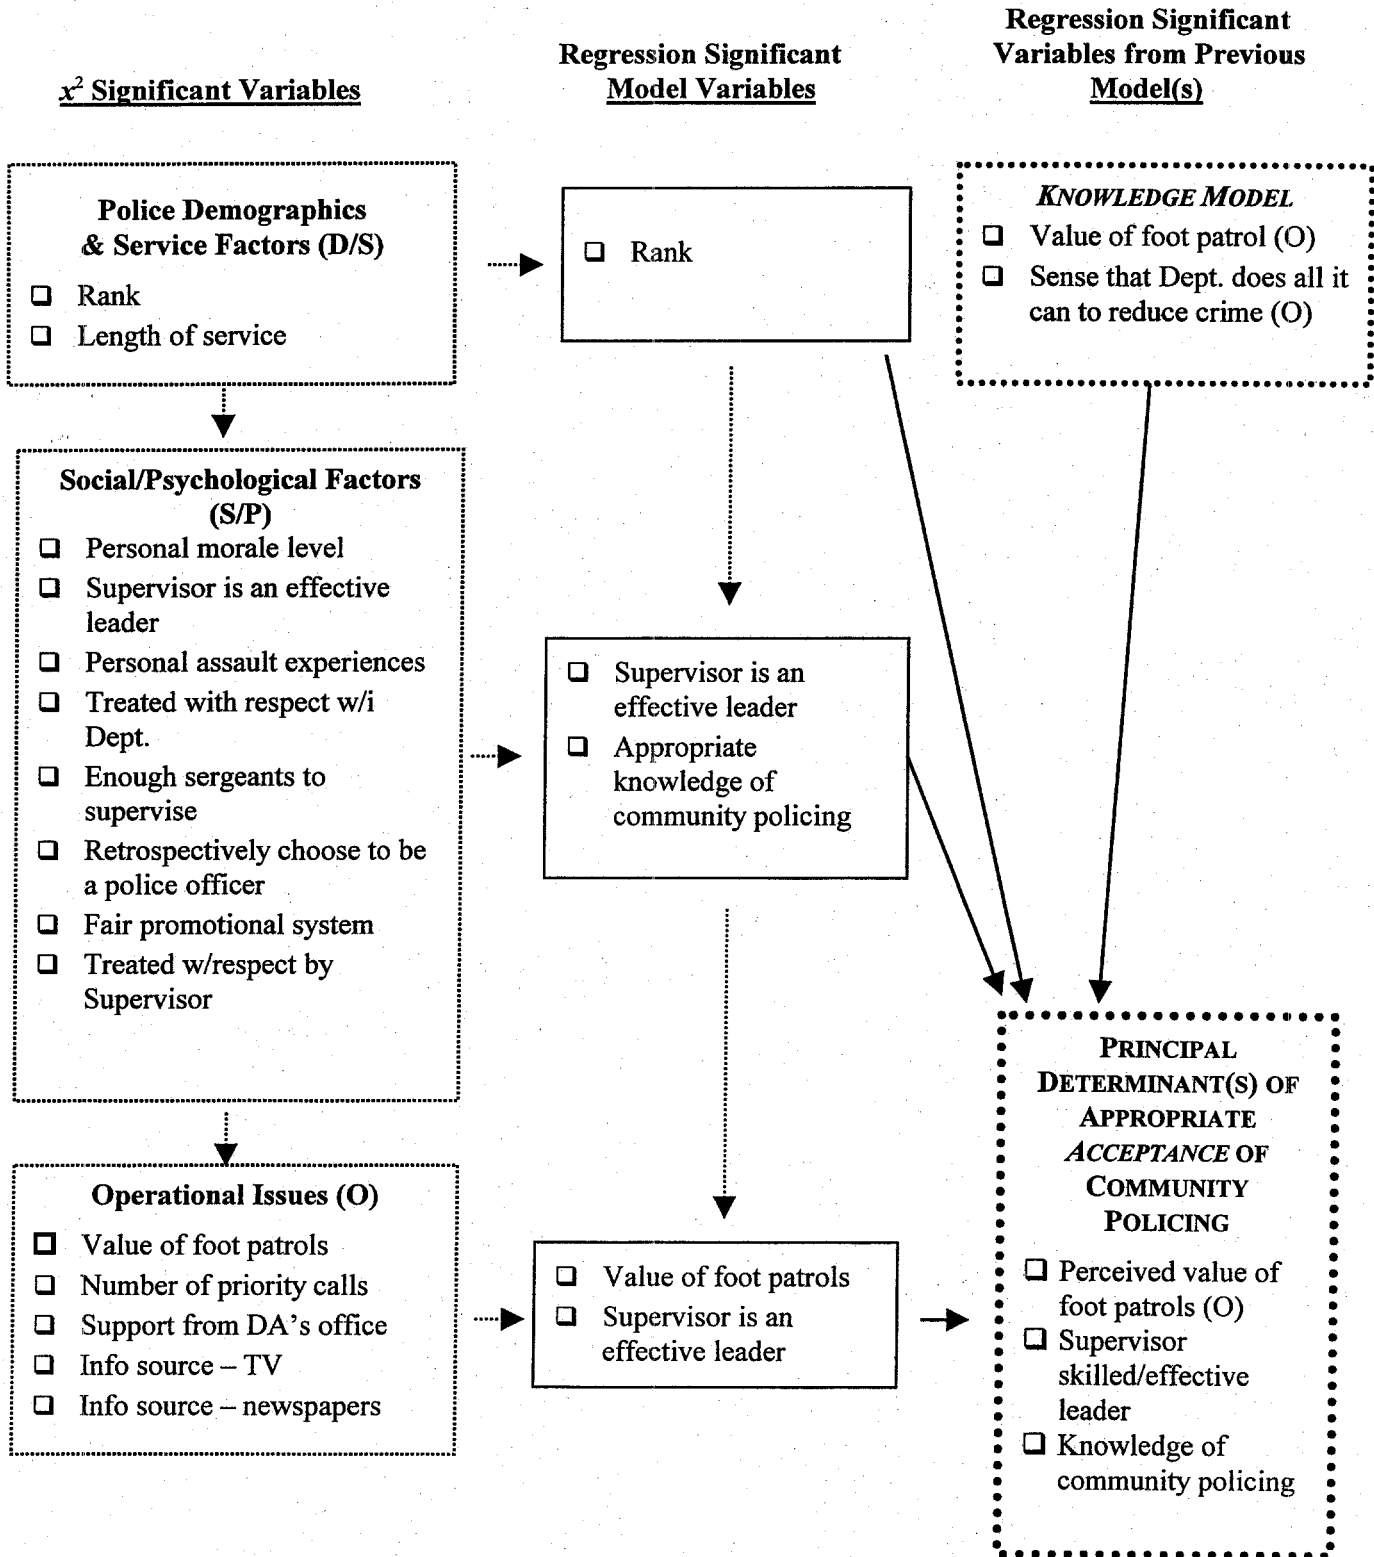 x² Significant Variables
Regression Significant
Model Variables
Regression Significant
Variables from Previous
Model(s)
Police Demographics
& Service Factors (D/S)
❑ Rank
❑ Length of service
❑ Rank
KNOWLEDGE MODEL
❑ Value of foot patrol (O)
❑ Sense that Dept. does all it
can to reduce crime (O)
Social/Psychological Factors
(S/P)
❑ Personal morale level
❑ Supervisor is an effective
leader
❑ Personal assault experiences
❑ Treated with respect w/i
Dept.
❑ Enough sergeants to
supervise
❑ Retrospectively choose to be
a police officer
❑ Fair promotional system
❑ Treated w/respect by
Supervisor
❑ Supervisor is an
effective leader
❑ Appropriate
knowledge of
community policing
Operational Issues (O)
❑ Value of foot patrols
❑ Number of priority calls
❑ Support from DA's office
❑ Info source – TV
❑ Info source – newspapers
❑ Value of foot patrols
❑ Supervisor is an
effective leader
PRINCIPAL
DETERMINANT(S) OF
APPROPRIATE
ACCEPTANCE OF
COMMUNITY
POLICING
❑ Perceived value of
foot patrols (O)
❑ Supervisor
skilled/effective
leader
❑ Knowledge of
community policing